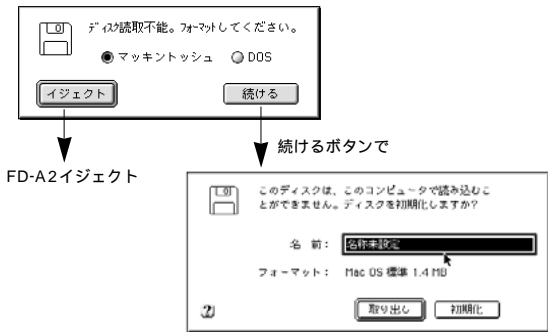 ディスク読取不能。フォーマットしてください。
マッキントッシュ DOS
イジェクト 続ける
続けるボタンで
FD-A2イジェクト
このディスクは、このコンピュータで読み込むこ
とができません。ディスクを初期化しますか?
名 前: 名称未設定
フォーマット: Mac OS 標準 1.4 MB
取り出し 初期化